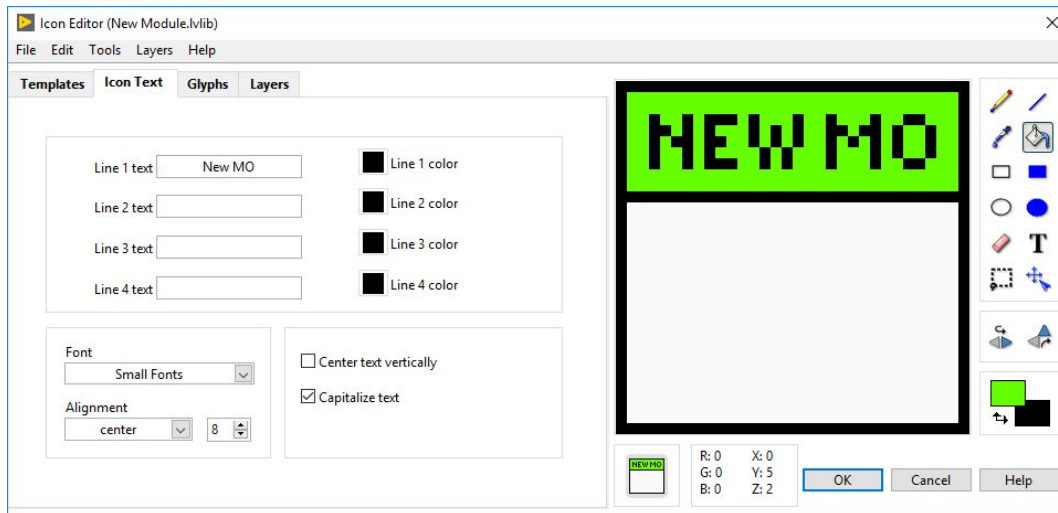 Icon Editor (New Module.lvlib)
File Edit Tools Layers Help
Templates Icon Text Glyphs Layers
Line 1 text New MO Line 1 color
Line 2 text Line 2 color
Line 3 text Line 3 color
Line 4 text Line 4 color
Font
Small Fonts
Alignment
center 8
Center text vertically
Capitalize text
NEW MO
T
NEW MO
R: 0 X: 0
G: 0 Y: 5
B: 0 Z: 2
OK Cancel Help